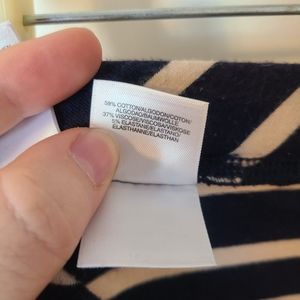 58% COTTON/ALGODON/COTON/
ALGODAO/BAUMWOLLE
37% VISCOSE/VISCOSA/VISKOSE
5% ELASTANE/ELASTANO/
ELASTHANNE/ELASTHAN